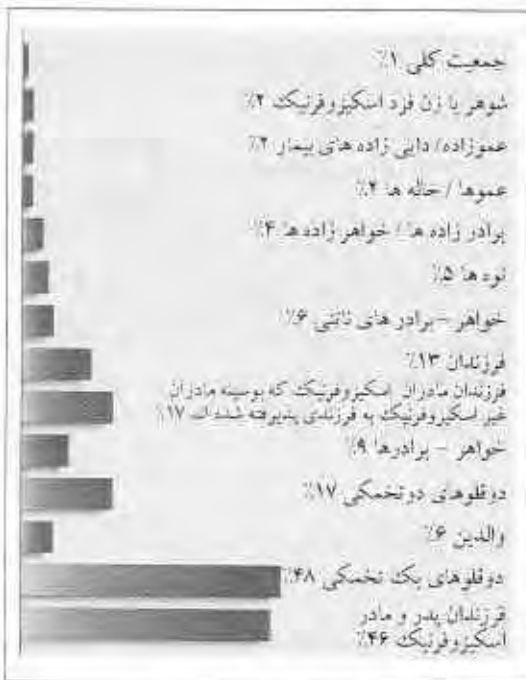 جمعیت کلی ۱٪
شوهر یا زن فرد اسکیزوفرنیک ۲٪
عموزاده/ دایی زاده های بیمار ۲٪
عموها / خاله ها ۲٪
برادر زاده ها / خواهر زاده ها ۴٪
نوه ها ۵٪
خواهر – برادر های ناتنی ۶٪
فرزندان ۱۳٪
فرزندان مادران اسکیزوفرنیک که بوسیله مادران
غیر اسکیزوفرنیک به فرزندی پذیرفته شده اند ۱۷٪
خواهر – برادرها ۹٪
دوقلوهای دوتخمکی ۱۷٪
والدین ۶٪
دوقلوهای یک تخمکی ۴۸٪
فرزندان پدر و مادر
اسکیزوفرنیک ۴۶٪